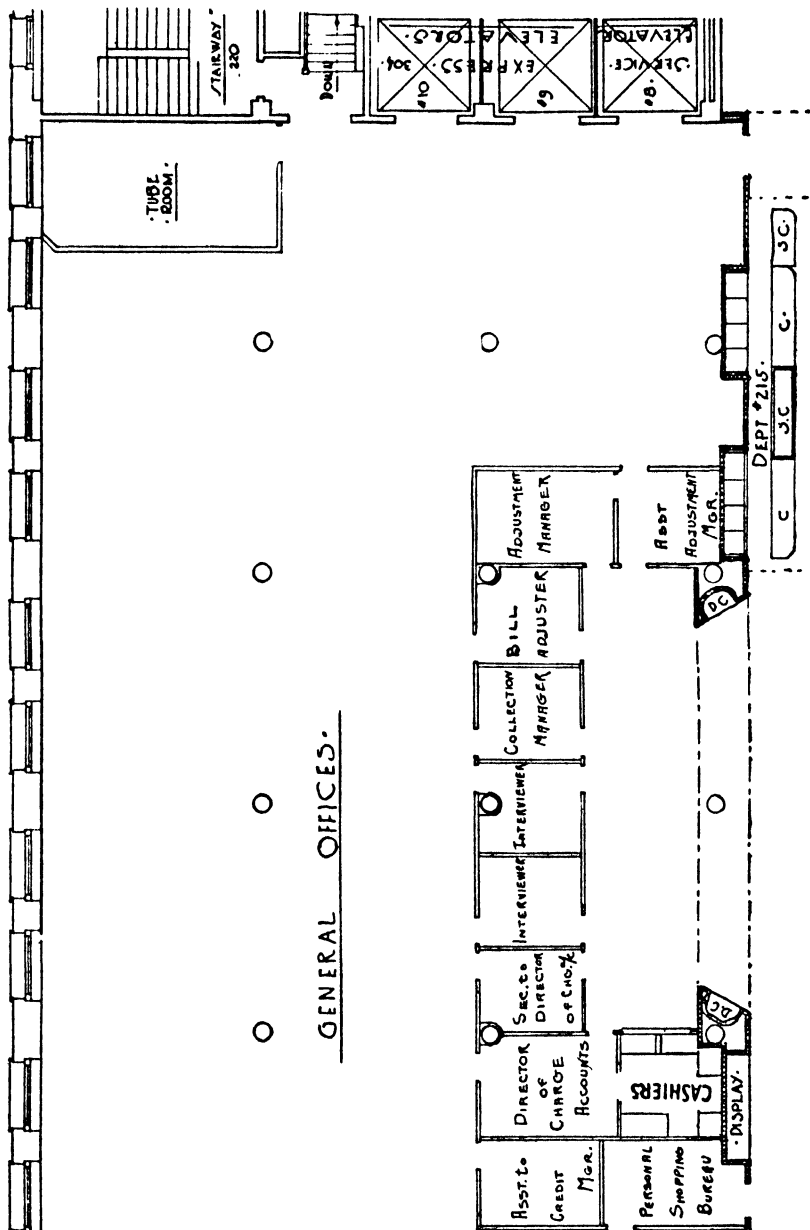 STAIRWAY·
220
DOWN
304
EXPRESS·
ELEVATORS·
#10
#9
ELEVATOR
SERVICE·
#8·
·TUBE
·ROOM·
GENERAL OFFICES·
ADJUSTMENT
MANAGER
ASST
ADJUSTMENT
MGR.
BILL
ADJUSTER
COLLECTION
MANAGER
INTERVIEWER
INTERVIEWER
SEC. to
DIRECTOR
OF CHG. a/c
DIRECTOR
OF
CHARGE
ACCOUNTS
CASHIERS
·DISPLAY·
ASST. to
CREDIT
MGR.
PERSONAL
SHOPPING
BUREAU
DEPT #215·
S.C.
C·
S.C
C
D.C
D.C